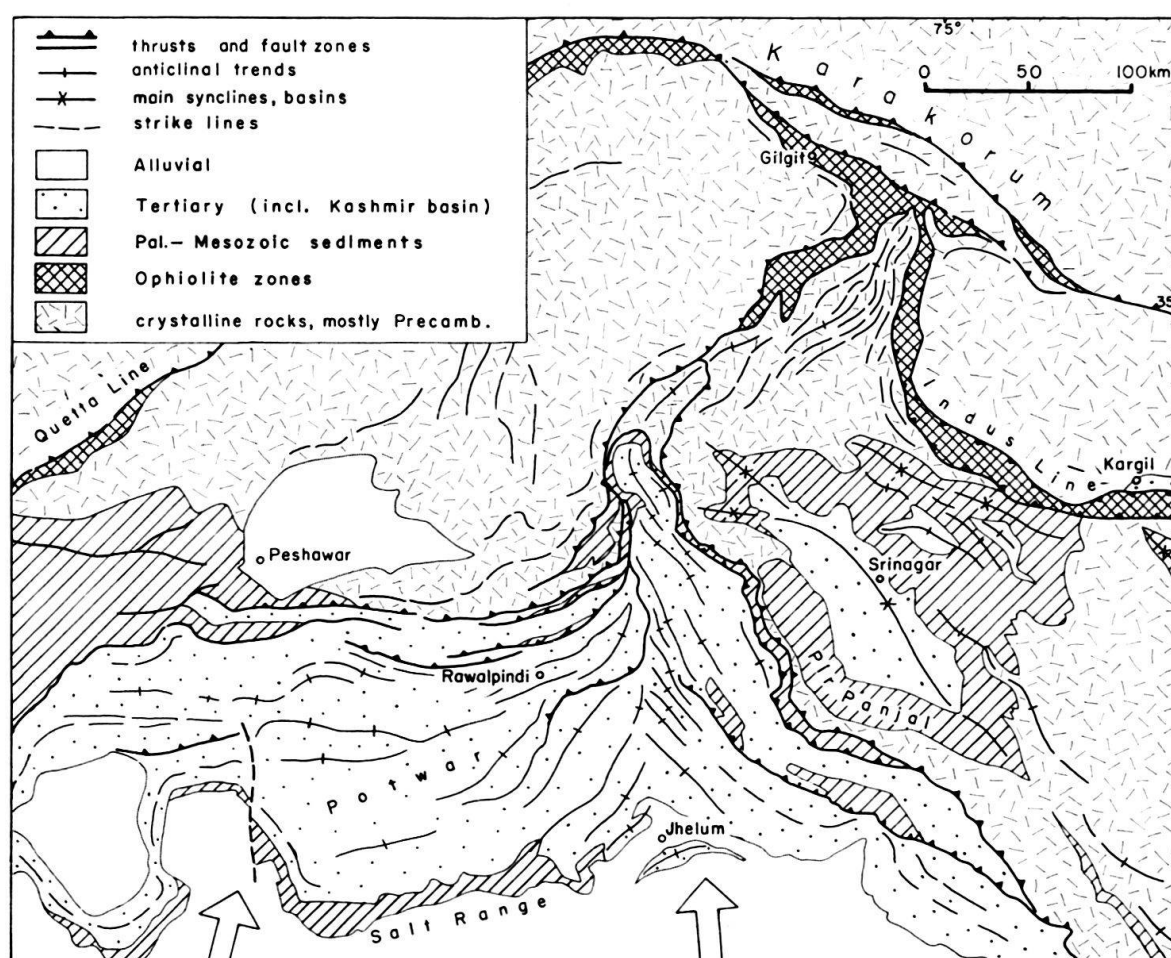 thrusts and fault zones
anticlinal trends
main synclines, basins
strike lines
Alluvial
Tertiary (incl. Kashmir basin)
Pal.- Mesozoic sediments
Ophiolite zones
crystalline rocks, mostly Precamb.
75°
0 50 100km
Karakorum
Gilgit
35
Quetta Line
Indus Line
Kargil
Peshawar
Srinagar
Rawalpindi
Pir Panjal
Potwar
Jhelum
Salt Range